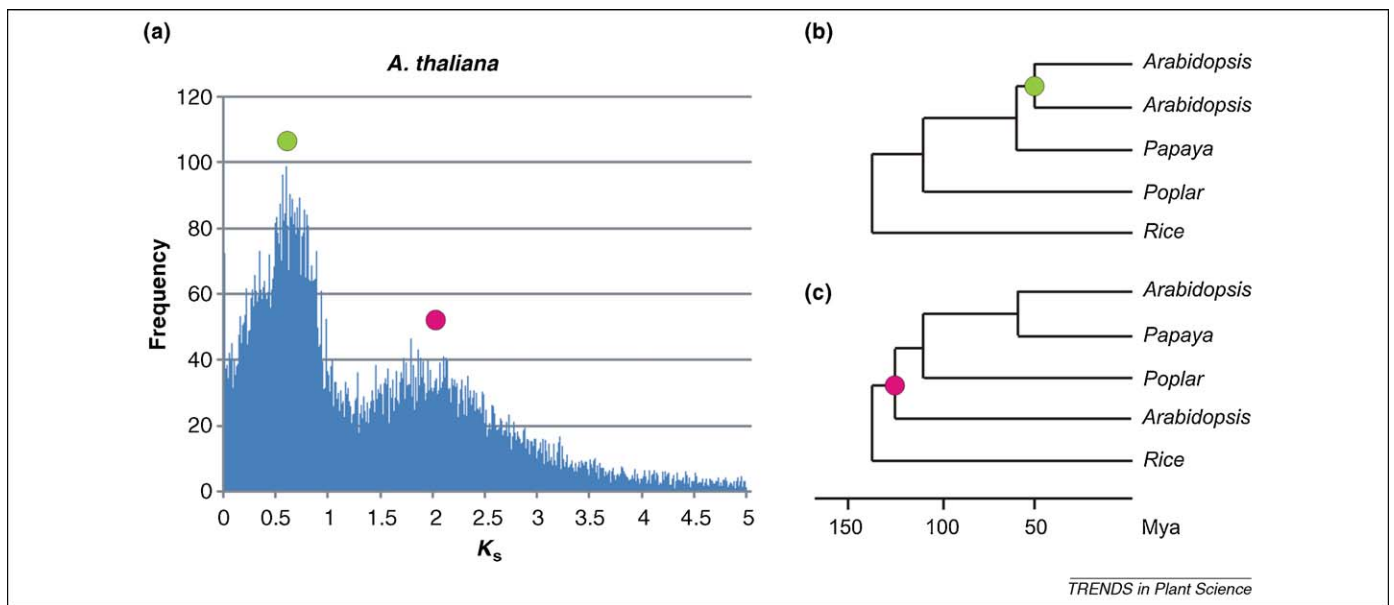 (a)
A. thaliana
120
100
80
60
40
20
0
Frequency
0 0.5 1 1.5 2 2.5 3 3.5 4 4.5 5
Ks
(b)
Arabidopsis
Arabidopsis
Papaya
Poplar
Rice
(c)
Arabidopsis
Papaya
Poplar
Arabidopsis
Rice
150 100 50 Mya
TRENDS in Plant Science